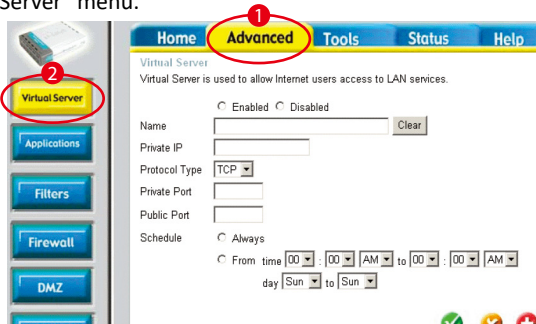 Server" menu.
1
Home Advanced Tools Status Help
Virtual Server
Virtual Server is used to allow Internet users access to LAN services.
2
Virtual Server
Enabled Disabled
Name Clear
Applications
Private IP
Protocol Type TCP
Private Port
Filters
Public Port
Schedule Always
Firewall
From time 00 : 00 AM to 00 : 00 AM
day Sun to Sun
DMZ